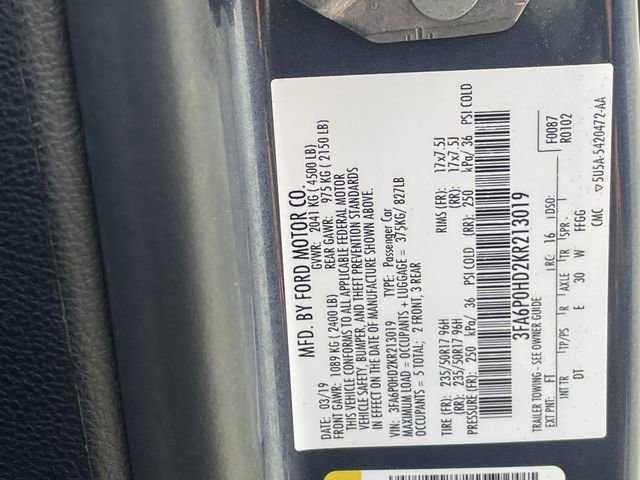 MFD. BY FORD MOTOR CO.
DATE: 03/19 GVWR: 2041 KG ( 4500 LB)
FRONT GAWR: 1089 KG ( 2400 LB) REAR GAWR: 975 KG ( 2150 LB)
THIS VEHICLE CONFORMS TO ALL APPLICABLE FEDERAL MOTOR
VEHICLE SAFETY, BUMPER, AND THEFT PREVENTION STANDARDS
IN EFFECT ON THE DATE OF MANUFACTURE SHOWN ABOVE.
VIN: 3FA6P0HD2KR213019 TYPE: Passenger Car
MAXIMUM LOAD = OCCUPANTS + LUGGAGE = 375KG/ 827LB
OCCUPANTS = 5 TOTAL; 2 FRONT, 3 REAR
TIRE (FR): 235/50R17 96H RIMS (FR): 17x7.5J
(RR): 235/50R17 96H (RR): 17x7.5J
PRESSURE (FR): 250 kPa/ 36 PSI COLD (RR): 250 kPa/ 36 PSI COLD
3FA6P0HD2KR213019
TRAILER TOWING - SEE OWNER GUIDE F0087
R0102
EXT PNT: FT RC: 16 DSO:
INT TR TP/PS R AXLE TR SPR
DT E 30 W FFGG
CMC ▽5U5A-5420472-AA